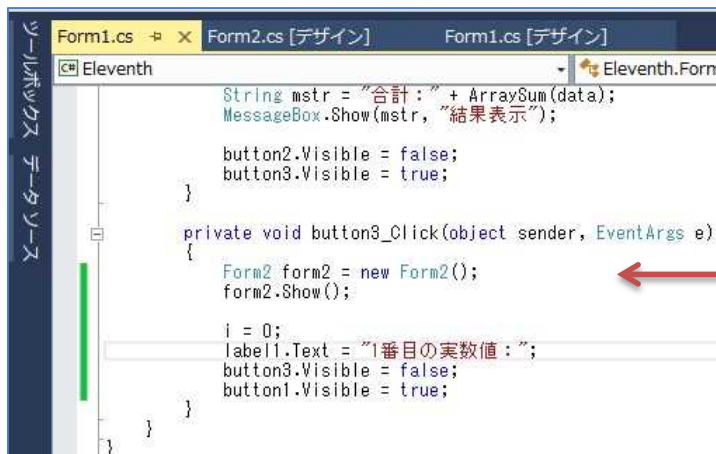 Form1.cs Form2.cs [デザイン] Form1.cs [デザイン]
C# Eleventh Eleventh.Form
String mstr = "合計：" + ArraySum(data);
MessageBox.Show(mstr, "結果表示");
button2.Visible = false;
button3.Visible = true;
}
private void button3_Click(object sender, EventArgs e)
{
Form2 form2 = new Form2();
form2.Show();
i = 0;
label1.Text = "1番目の実数値：";
button3.Visible = false;
button1.Visible = true;
}
}
}
ツールボックス
データ ソース